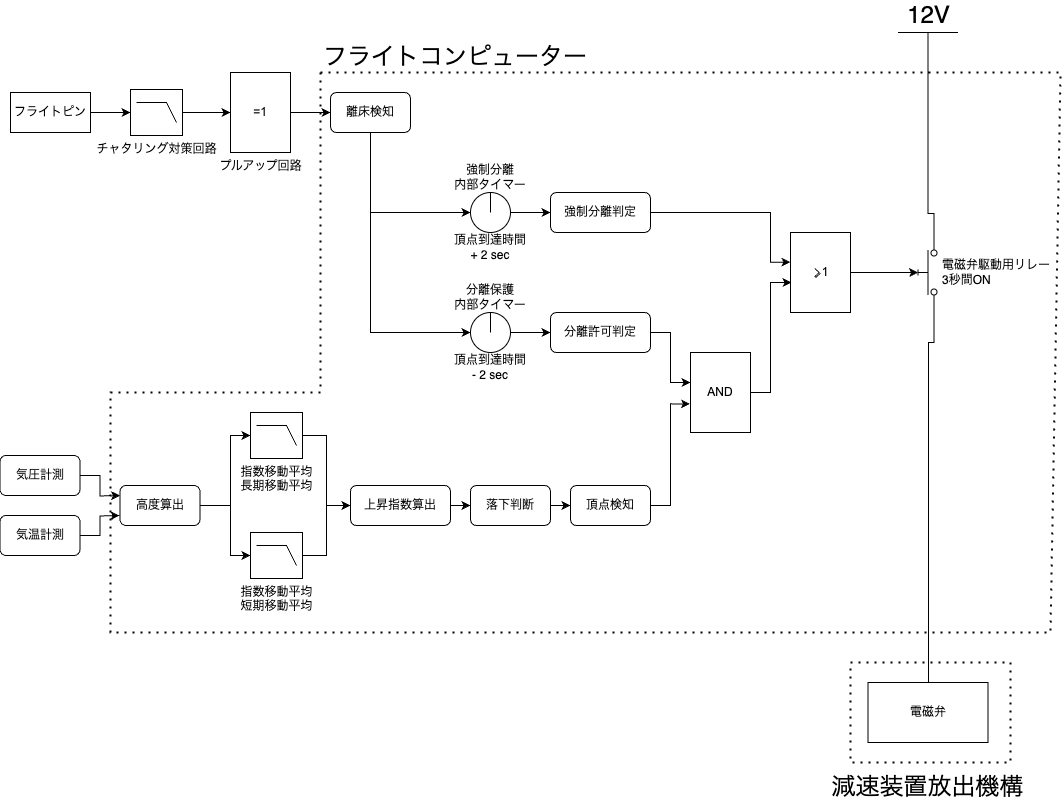 12V
フライトコンピューター
フライトピン
チャタリング対策回路
=1
プルアップ回路
離床検知
強制分離
内部タイマー
頂点到達時間
+ 2 sec
強制分離判定
分離保護
内部タイマー
頂点到達時間
- 2 sec
分離許可判定
AND
≥1
電磁弁駆動用リレー
3秒間ON
気圧計測
気温計測
高度算出
指数移動平均
長期移動平均
指数移動平均
短期移動平均
上昇指数算出
落下判断
頂点検知
電磁弁
減速装置放出機構